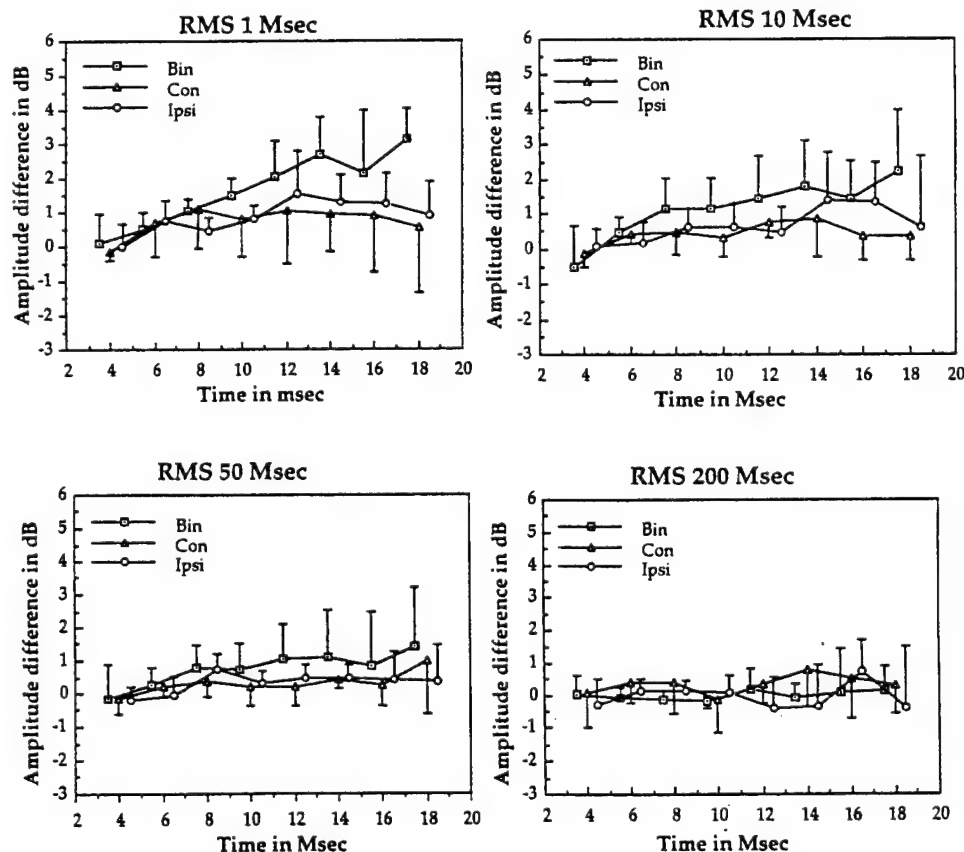 RMS 1 Msec
Amplitude difference in dB
6
5
4
3
2
1
0
-1
-2
-3
Bin
Con
Ipsi
2 4 6 8 10 12 14 16 18 20
Time in msec
RMS 10 Msec
Amplitude difference in dB
6
5
4
3
2
1
0
-1
-2
-3
Bin
Con
Ipsi
2 4 6 8 10 12 14 16 18 20
Time in Msec
RMS 50 Msec
Amplitude difference in dB
6
5
4
3
2
1
0
-1
-2
-3
Bin
Con
Ipsi
2 4 6 8 10 12 14 16 18 20
Time in Msec
RMS 200 Msec
Amplitude difference in dB
6
5
4
3
2
1
0
-1
-2
-3
Bin
Con
Ipsi
2 4 6 8 10 12 14 16 18 20
Time in Msec